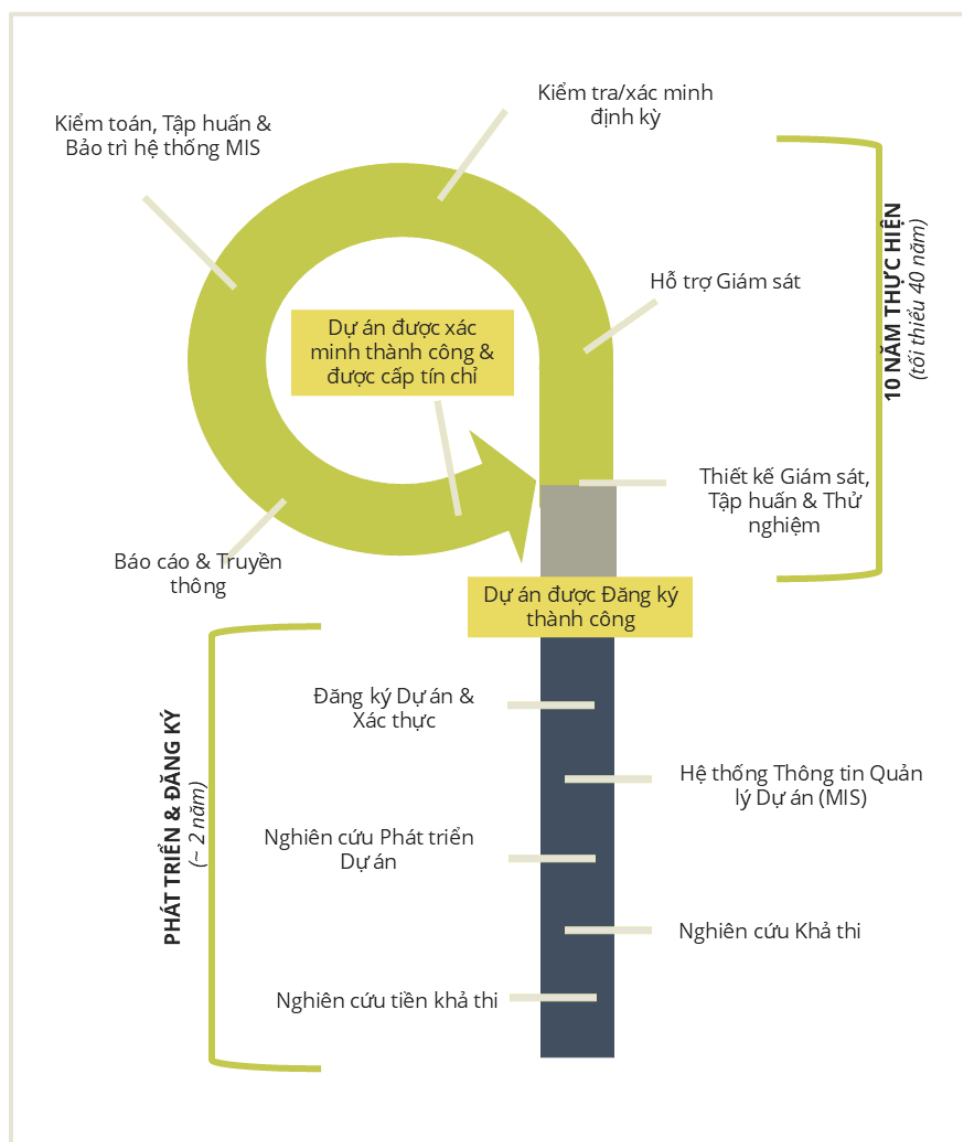 Kiểm tra/xác minh
định kỳ
Kiểm toán, Tập huấn &
Bảo trì hệ thống MIS
10 NĂM THỰC HIỆN
(tối thiểu 40 năm)
Hỗ trợ Giám sát
Dự án được xác
minh thành công &
được cấp tín chỉ
Thiết kế Giám sát,
Tập huấn & Thử
nghiệm
Báo cáo & Truyền
thông
Dự án được Đăng ký
thành công
PHÁT TRIỂN & ĐĂNG KÝ
(~ 2 năm)
Đăng ký Dự án &
Xác thực
Hệ thống Thông tin Quản
lý Dự án (MIS)
Nghiên cứu Phát triển
Dự án
Nghiên cứu Khả thi
Nghiên cứu tiền khả thi